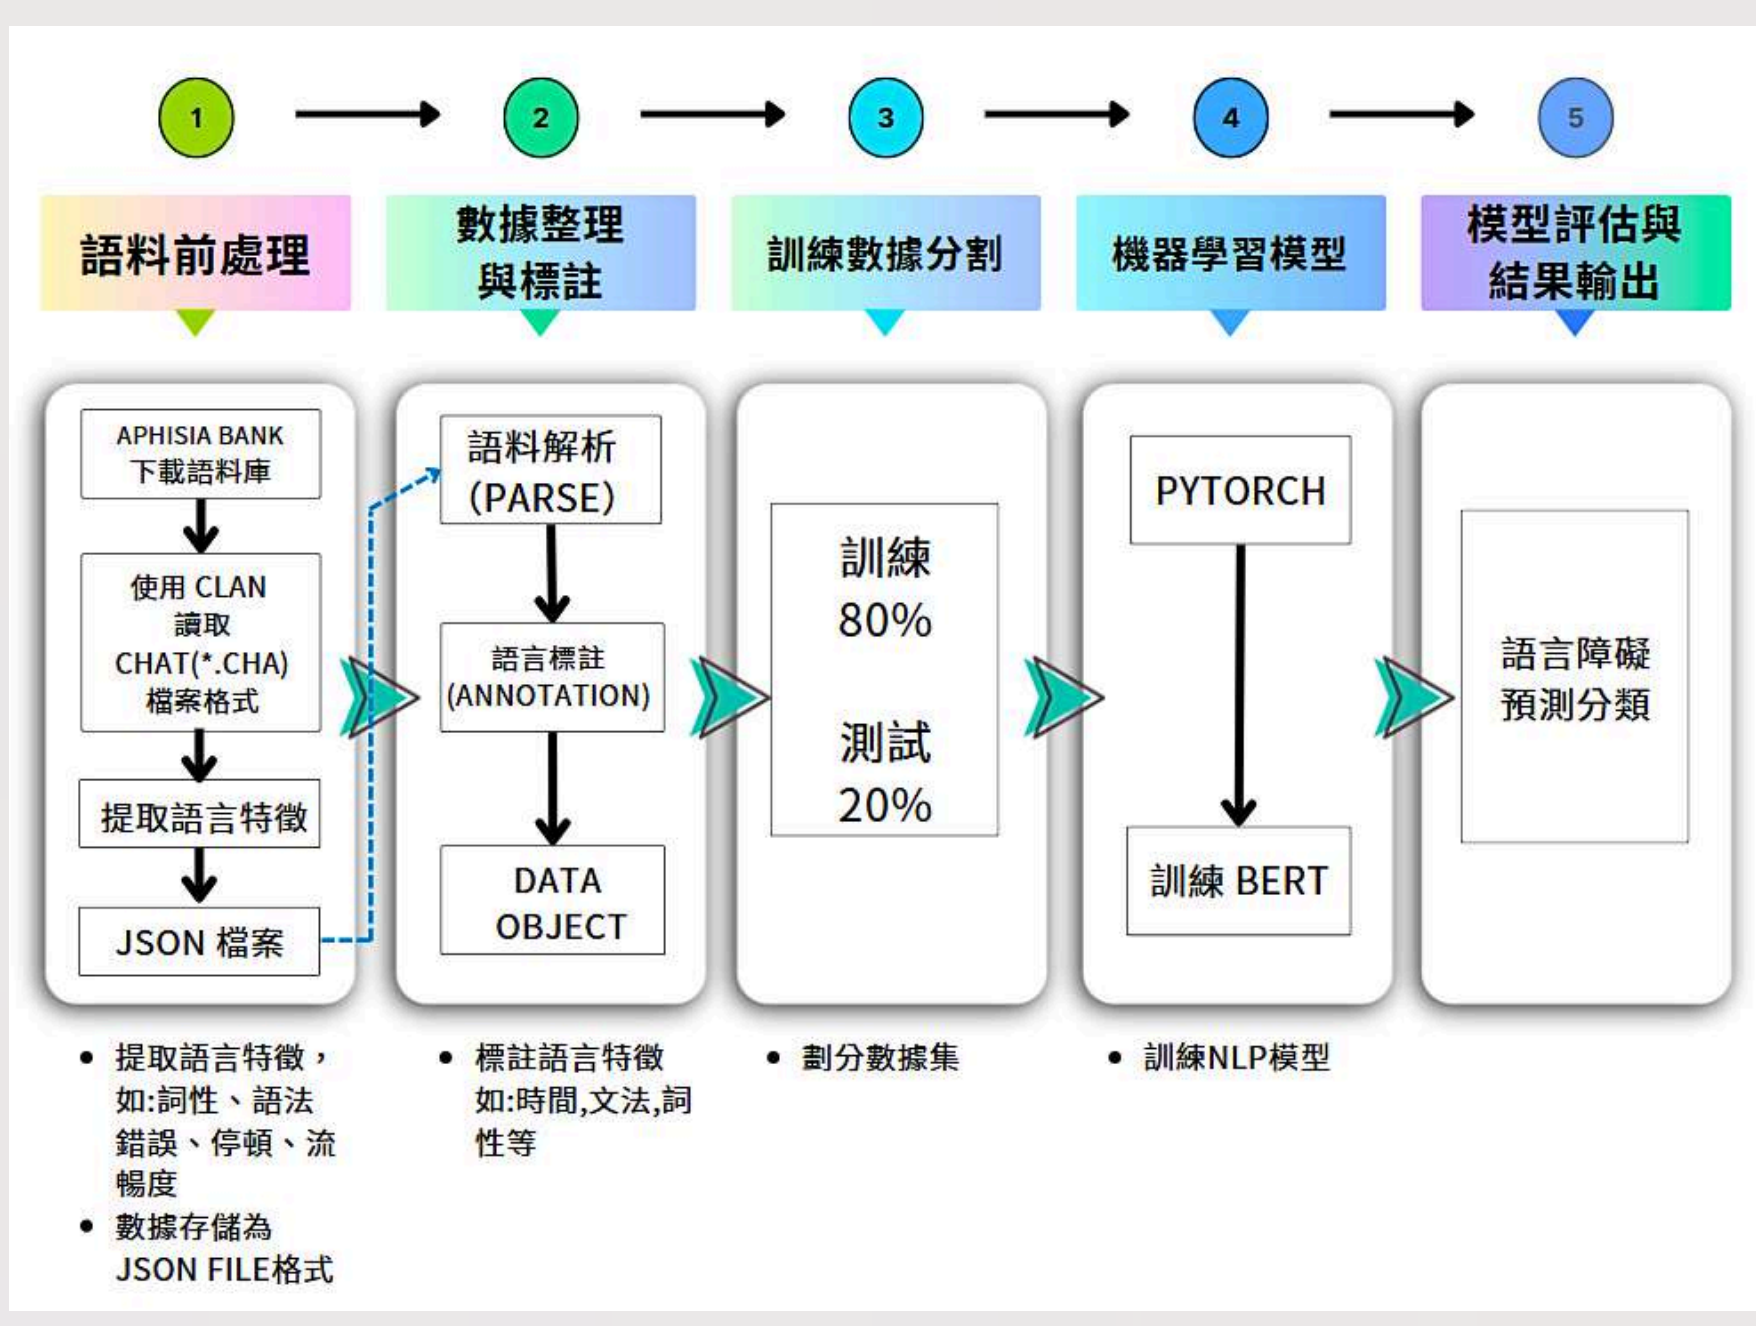 1
2
3
4
5
語料前處理
數據整理
與標註
訓練數據分割
機器學習模型
模型評估與
結果輸出
APHISIA BANK
下載語料庫
使用 CLAN
讀取
CHAT(*.CHA)
檔案格式
提取語言特徵
JSON 檔案
語料解析
(PARSE)
語言標註
(ANNOTATION)
DATA
OBJECT
訓練
80%
測試
20%
PYTORCH
訓練 BERT
語言障礙
預測分類
• 提取語言特徵，
如:詞性、語法
錯誤、停頓、流
暢度
• 數據存儲為
JSON FILE格式
• 標註語言特徵
如:時間,文法,詞
性等
• 劃分數據集
• 訓練NLP模型